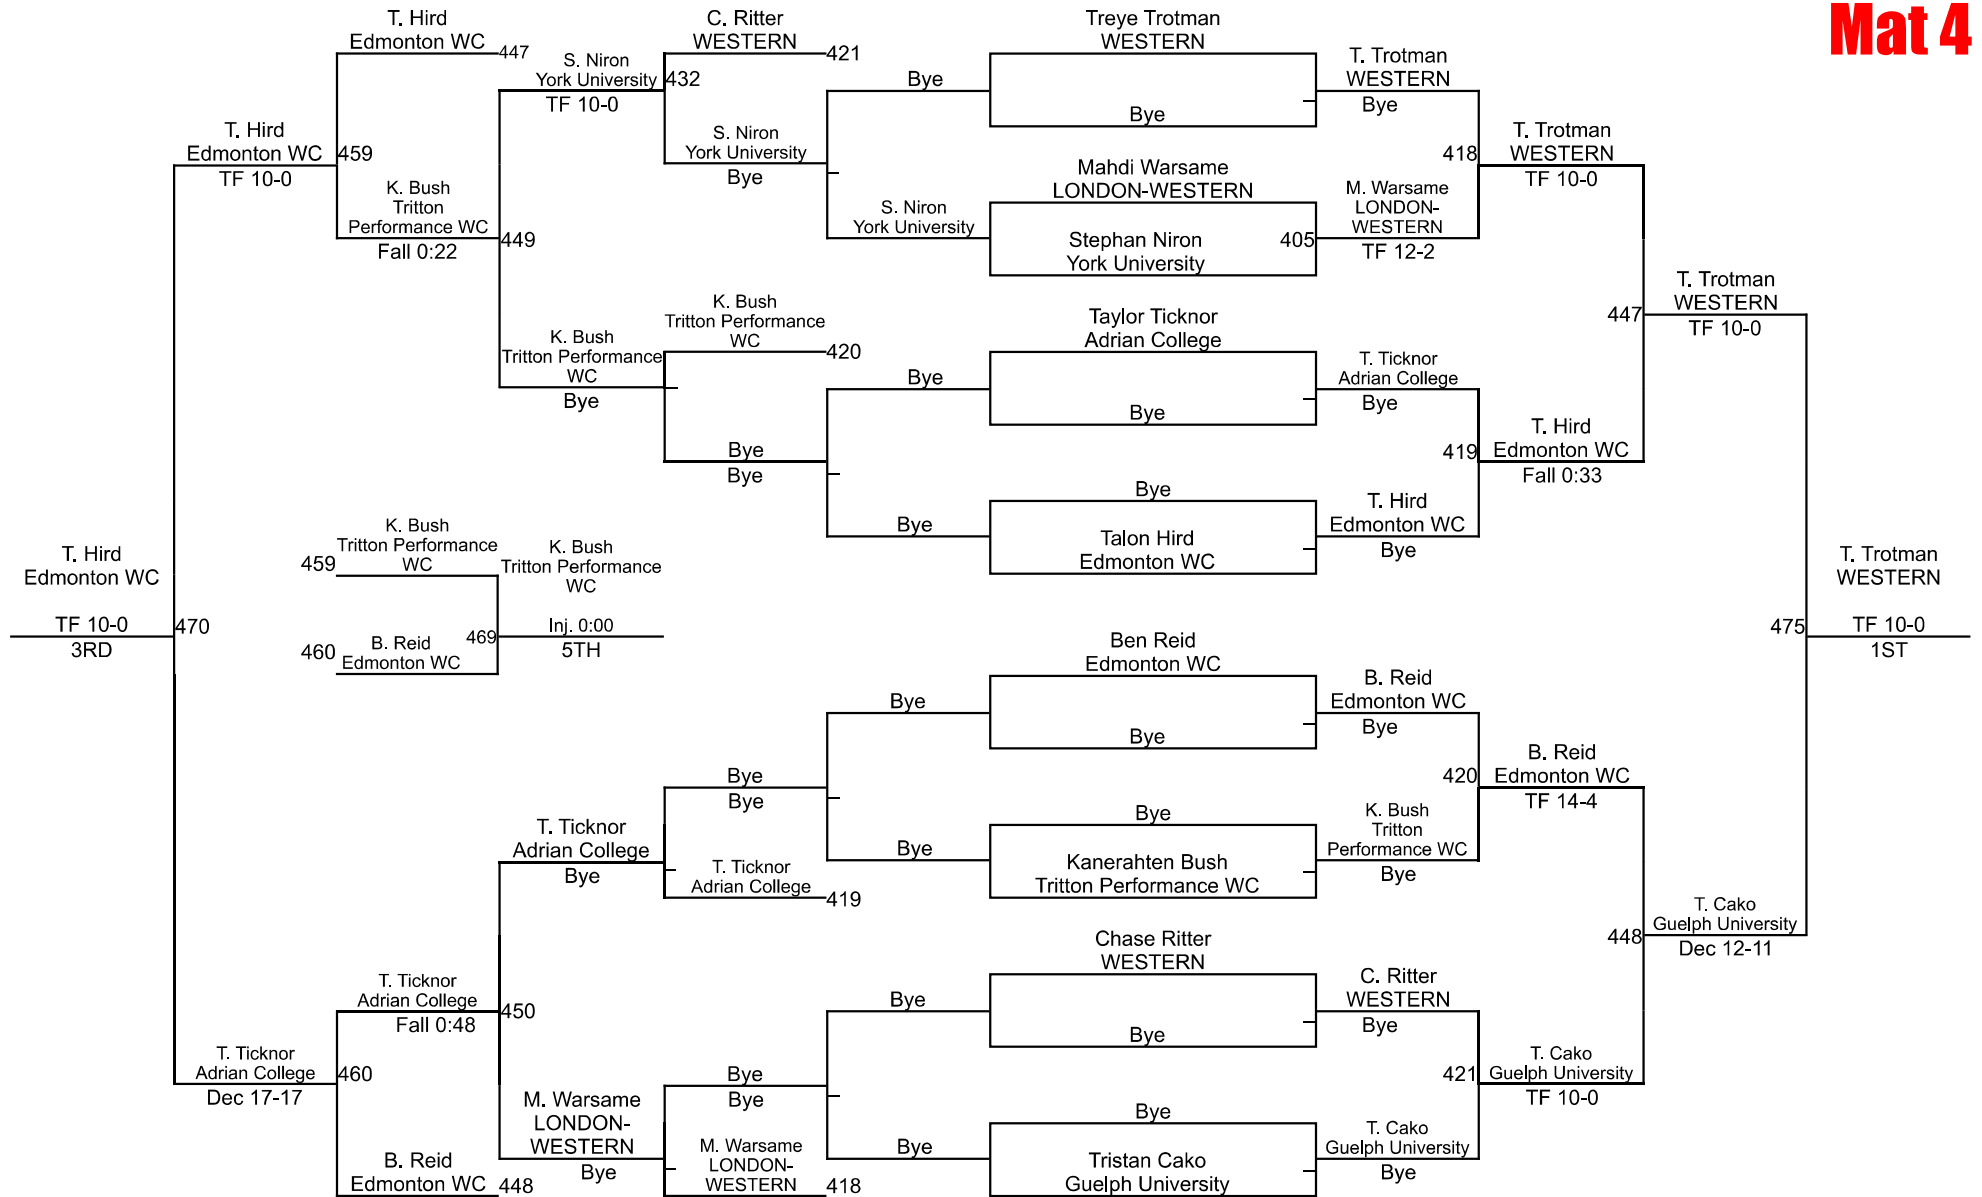 Mat 4
T. Hird
Edmonton WC
447
T. Hird
Edmonton WC
TF 10-0
459
K. Bush
Tritton
Performance WC
Fall 0:22
S. Niron
York University
TF 10-0
432
C. Ritter
WESTERN
421
S. Niron
York University
Bye
449
K. Bush
Tritton Performance
WC
Bye
K. Bush
Tritton Performance
WC
420
Bye
Bye
Bye
S. Niron
York University
Bye
Bye
Treye Trotman
WESTERN
Bye
Mahdi Warsame
LONDON-WESTERN
Stephan Niron
York University
405
Taylor Ticknor
Adrian College
Bye
Bye
Talon Hird
Edmonton WC
T. Trotman
WESTERN
Bye
418
M. Warsame
LONDON-
WESTERN
TF 12-2
T. Ticknor
Adrian College
Bye
419
T. Hird
Edmonton WC
Bye
T. Trotman
WESTERN
TF 10-0
447
T. Hird
Edmonton WC
Fall 0:33
T. Trotman
WESTERN
TF 10-0
T. Hird
Edmonton WC
TF 10-0
3RD
470
459
K. Bush
Tritton Performance
WC
460
B. Reid
Edmonton WC
469
K. Bush
Tritton Performance
WC
Inj. 0:00
5TH
475
T. Trotman
WESTERN
TF 10-0
1ST
T. Ticknor
Adrian College
Dec 17-17
460
T. Ticknor
Adrian College
Fall 0:48
B. Reid
Edmonton WC
448
450
T. Ticknor
Adrian College
Bye
M. Warsame
LONDON-
WESTERN
Bye
Bye
Bye
T. Ticknor
Adrian College
419
Bye
Bye
M. Warsame
LONDON-
WESTERN
418
Bye
Bye
Bye
Bye
Ben Reid
Edmonton WC
Bye
Bye
Kanerahten Bush
Tritton Performance WC
Chase Ritter
WESTERN
Bye
Bye
Tristan Cako
Guelph University
B. Reid
Edmonton WC
Bye
420
K. Bush
Tritton
Performance WC
Bye
C. Ritter
WESTERN
Bye
421
T. Cako
Guelph University
Bye
B. Reid
Edmonton WC
TF 14-4
448
T. Cako
Guelph University
TF 10-0
T. Cako
Guelph University
Dec 12-11